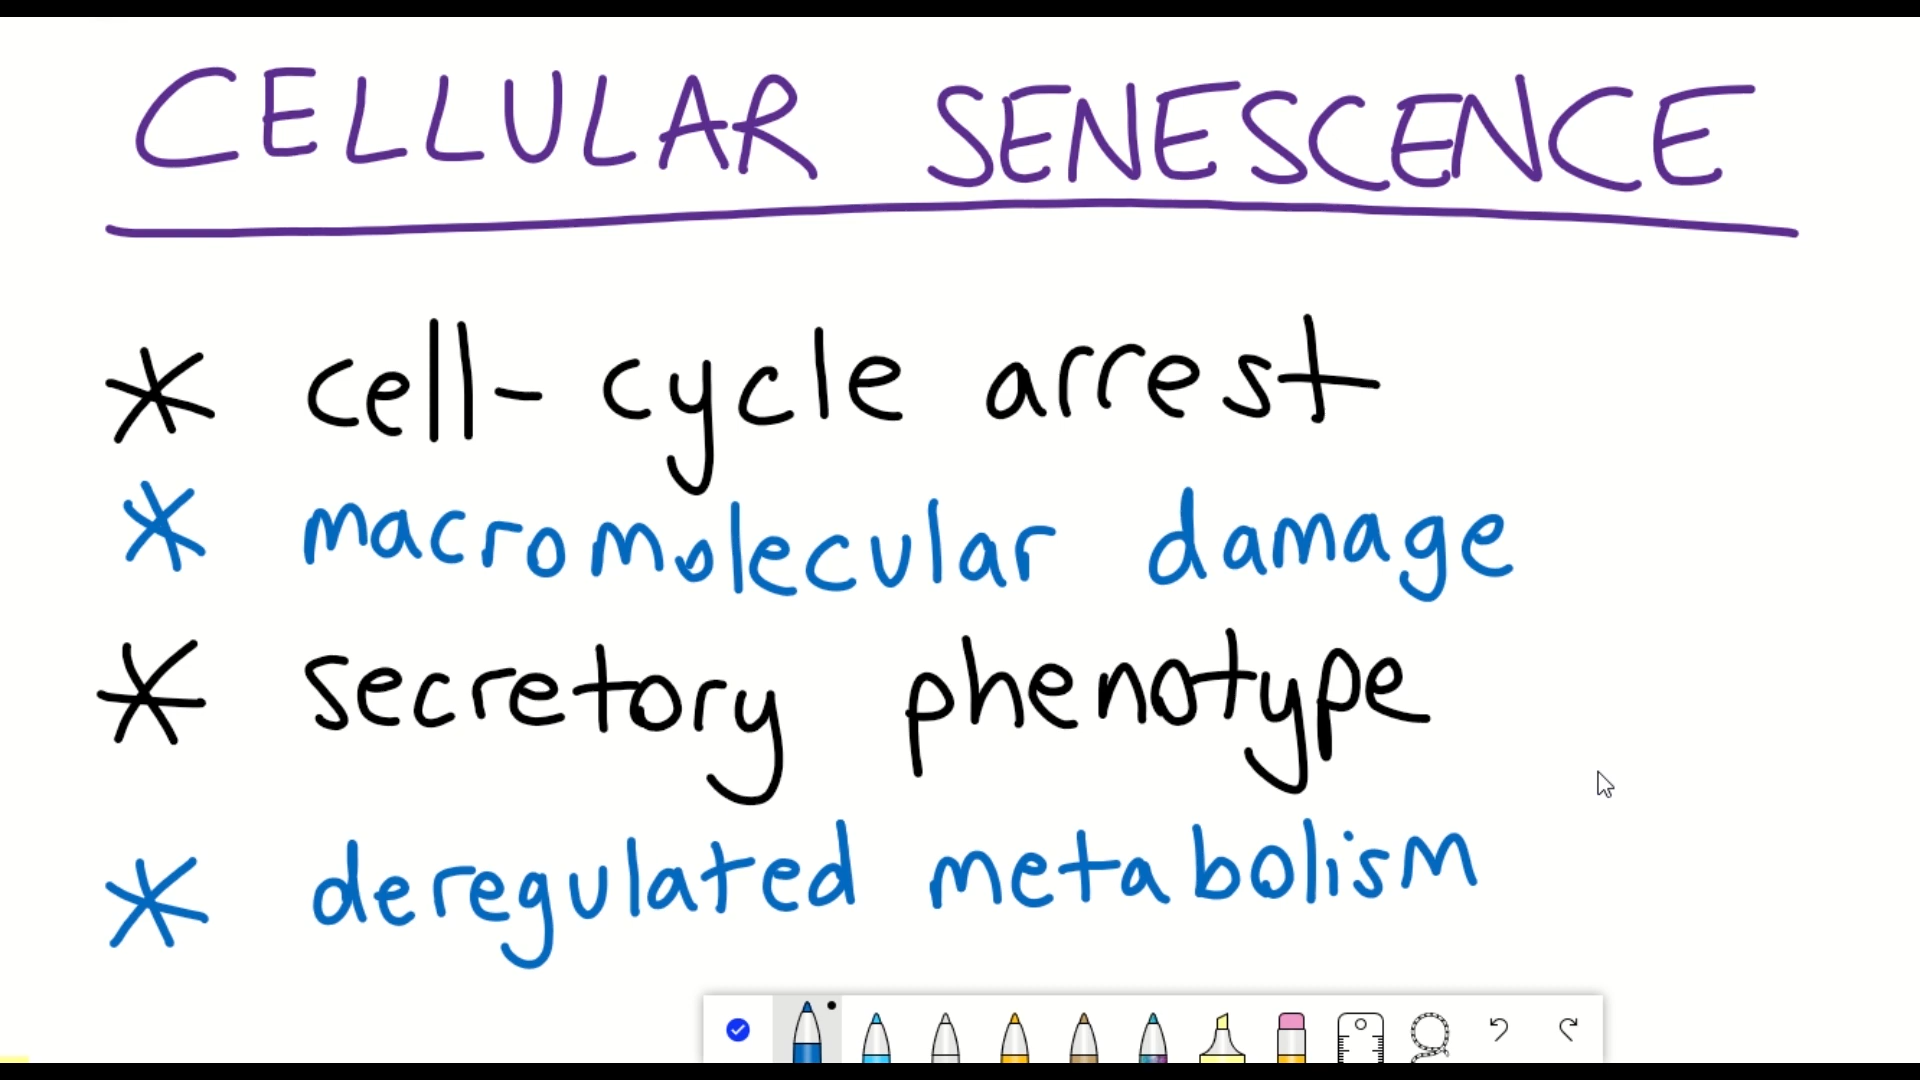 CELLULAR SENESCENCE
* cell-cycle arrest
* macromolecular damage
* secretory phenotype
* deregulated metabolism